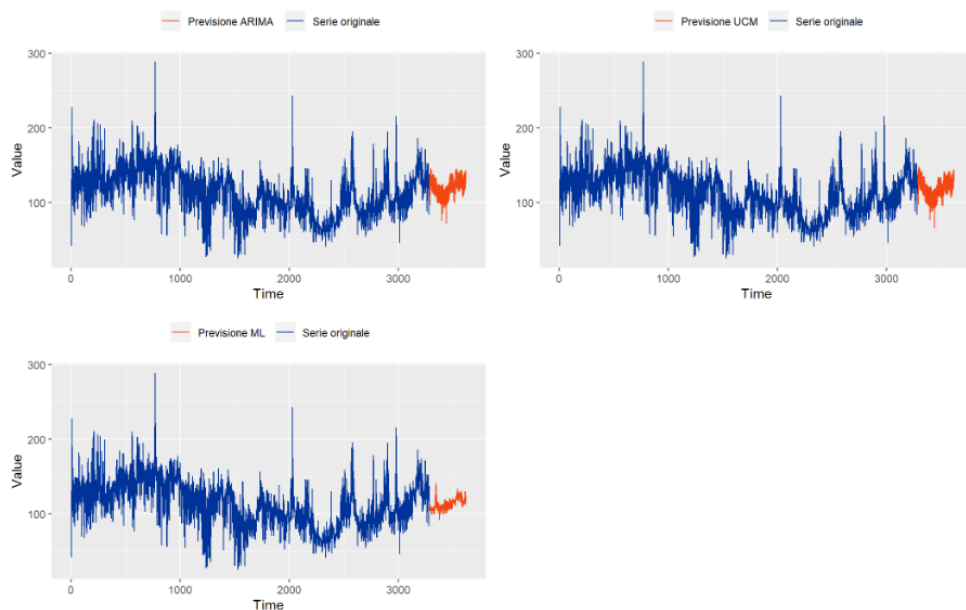 Previsione ARIMA Serie originale
300
200
100
Value
0 1000 2000 3000
Time
Previsione UCM Serie originale
300
200
100
Value
0 1000 2000 3000
Time
Previsione ML Serie originale
300
200
100
Value
0 1000 2000 3000
Time